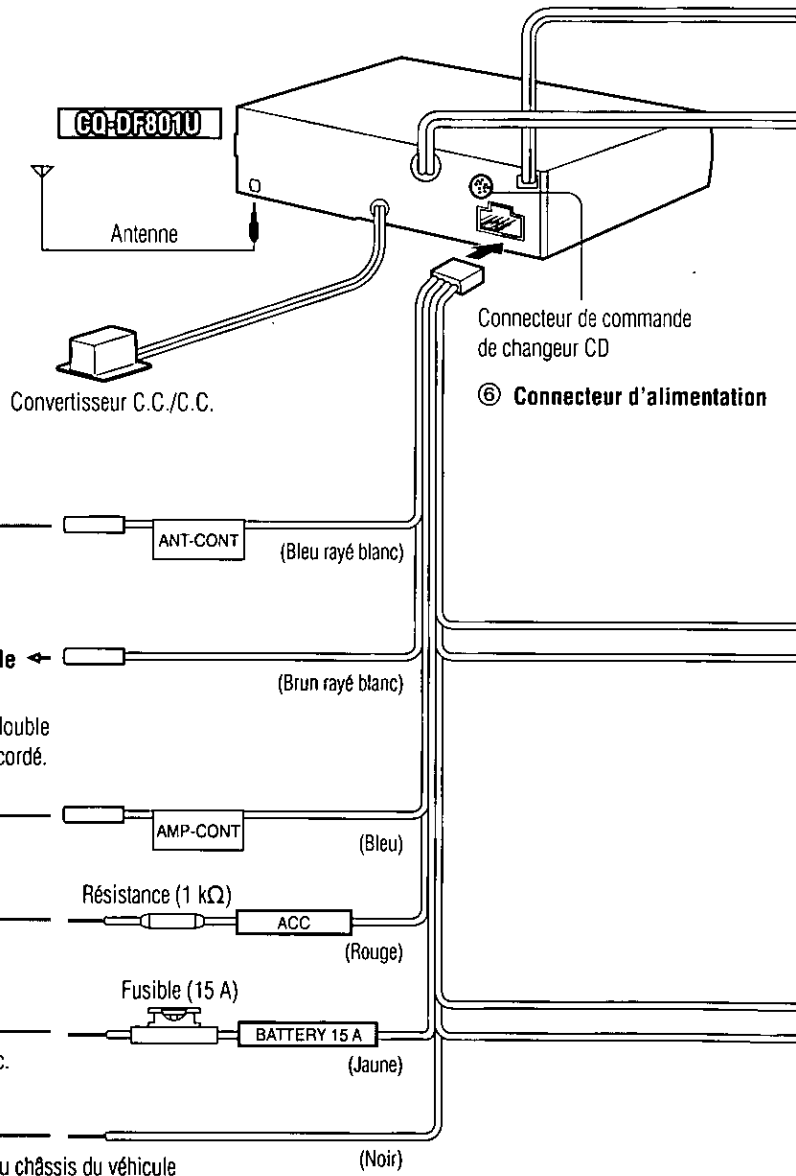 CQ-DF801U
Antenne
Convertisseur C.C./C.C.
Connecteur de commande
de changeur CD
⑥ Connecteur d'alimentation
ANT-CONT
(Bleu rayé blanc)
(Brun rayé blanc)
cordé.
AMP-CONT
(Bleu)
Résistance (1 kΩ)
ACC
(Rouge)
Fusible (15 A)
BATTERY 15 A
(Jaune)
c.
(Noir)
u châssis du véhicule